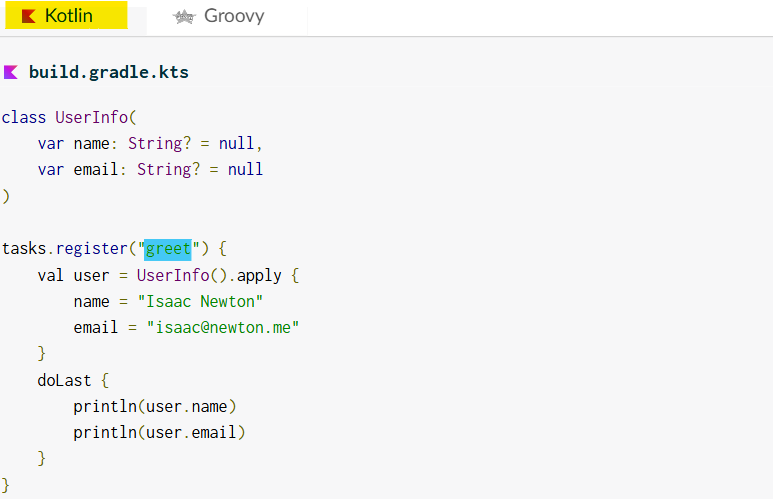 Kotlin
Groovy
build.gradle.kts
class UserInfo(
    var name: String? = null,
    var email: String? = null
)
tasks.register("greet") {
    val user = UserInfo().apply {
        name = "Isaac Newton"
        email = "isaac@newton.me"
    }
    doLast {
        println(user.name)
        println(user.email)
    }
}